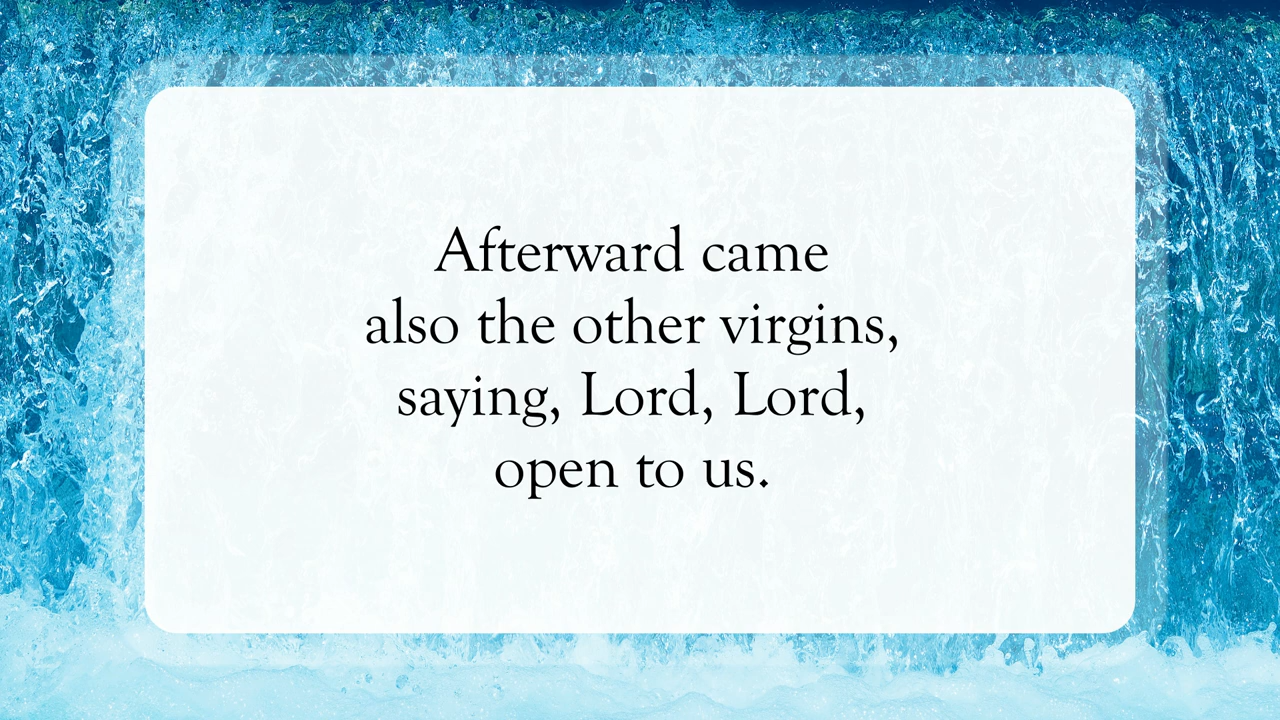 Afterward came
also the other virgins,
saying, Lord, Lord,
open to us.